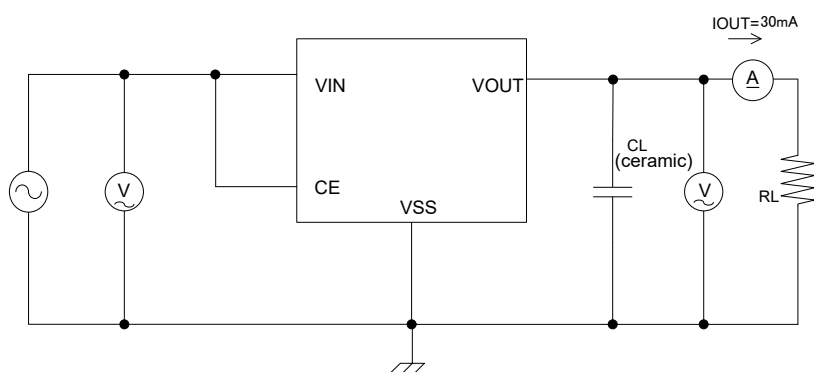 IOUT=30mA
VIN
VOUT
A
CL
(ceramic)
V
CE
V
VSS
RL